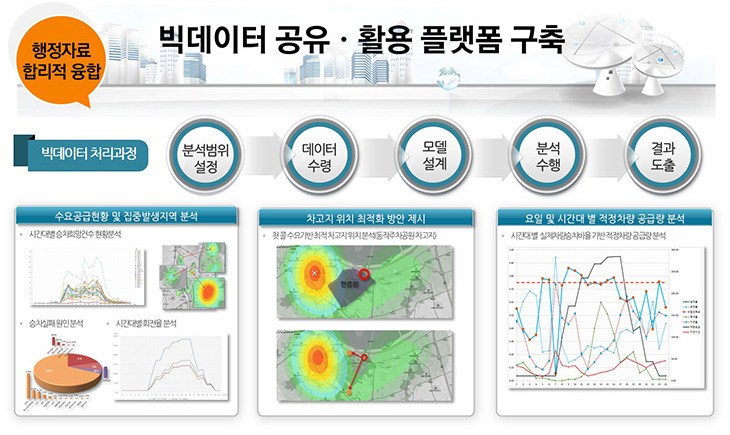 행정자료
합리적 융합
빅데이터 공유 · 활용 플랫폼 구축
빅데이터 처리과정
분석범위
설정
데이터
수령
모델
설계
분석
수행
결과
도출
수요공급현황 및 집중발생지역 분석
시간대별 승차희망건수 현황분석
승차실패 원인 분석
시간대별 회전율 분석
차고지 위치 최적화 방안 제시
첫 콜 수요기반 최적 차고지 위치 분석(동작주차공원 차고지)
현충원
요일 및 시간대 별 적정차량 공급량 분석
시간대 별 실제차량승차비율 기반 적정차량 공급량 분석